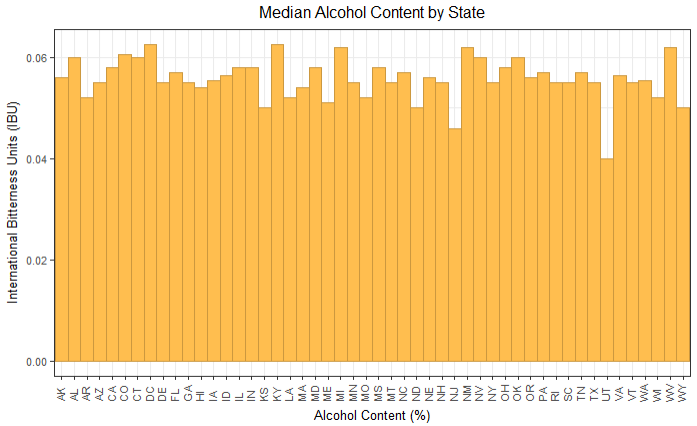 Median Alcohol Content by State
International Bitterness Units (IBU)
0.06
0.04
0.02
0.00
AK AL AR AZ CA CO CT DC DE FL GA HI IA ID IL IN KS KY LA MA MD ME MI MN MO MS MT NC ND NE NH NJ NM NV NY OH OK OR PA RI SC TN TX UT VA VT WA WI WV WY
Alcohol Content (%)